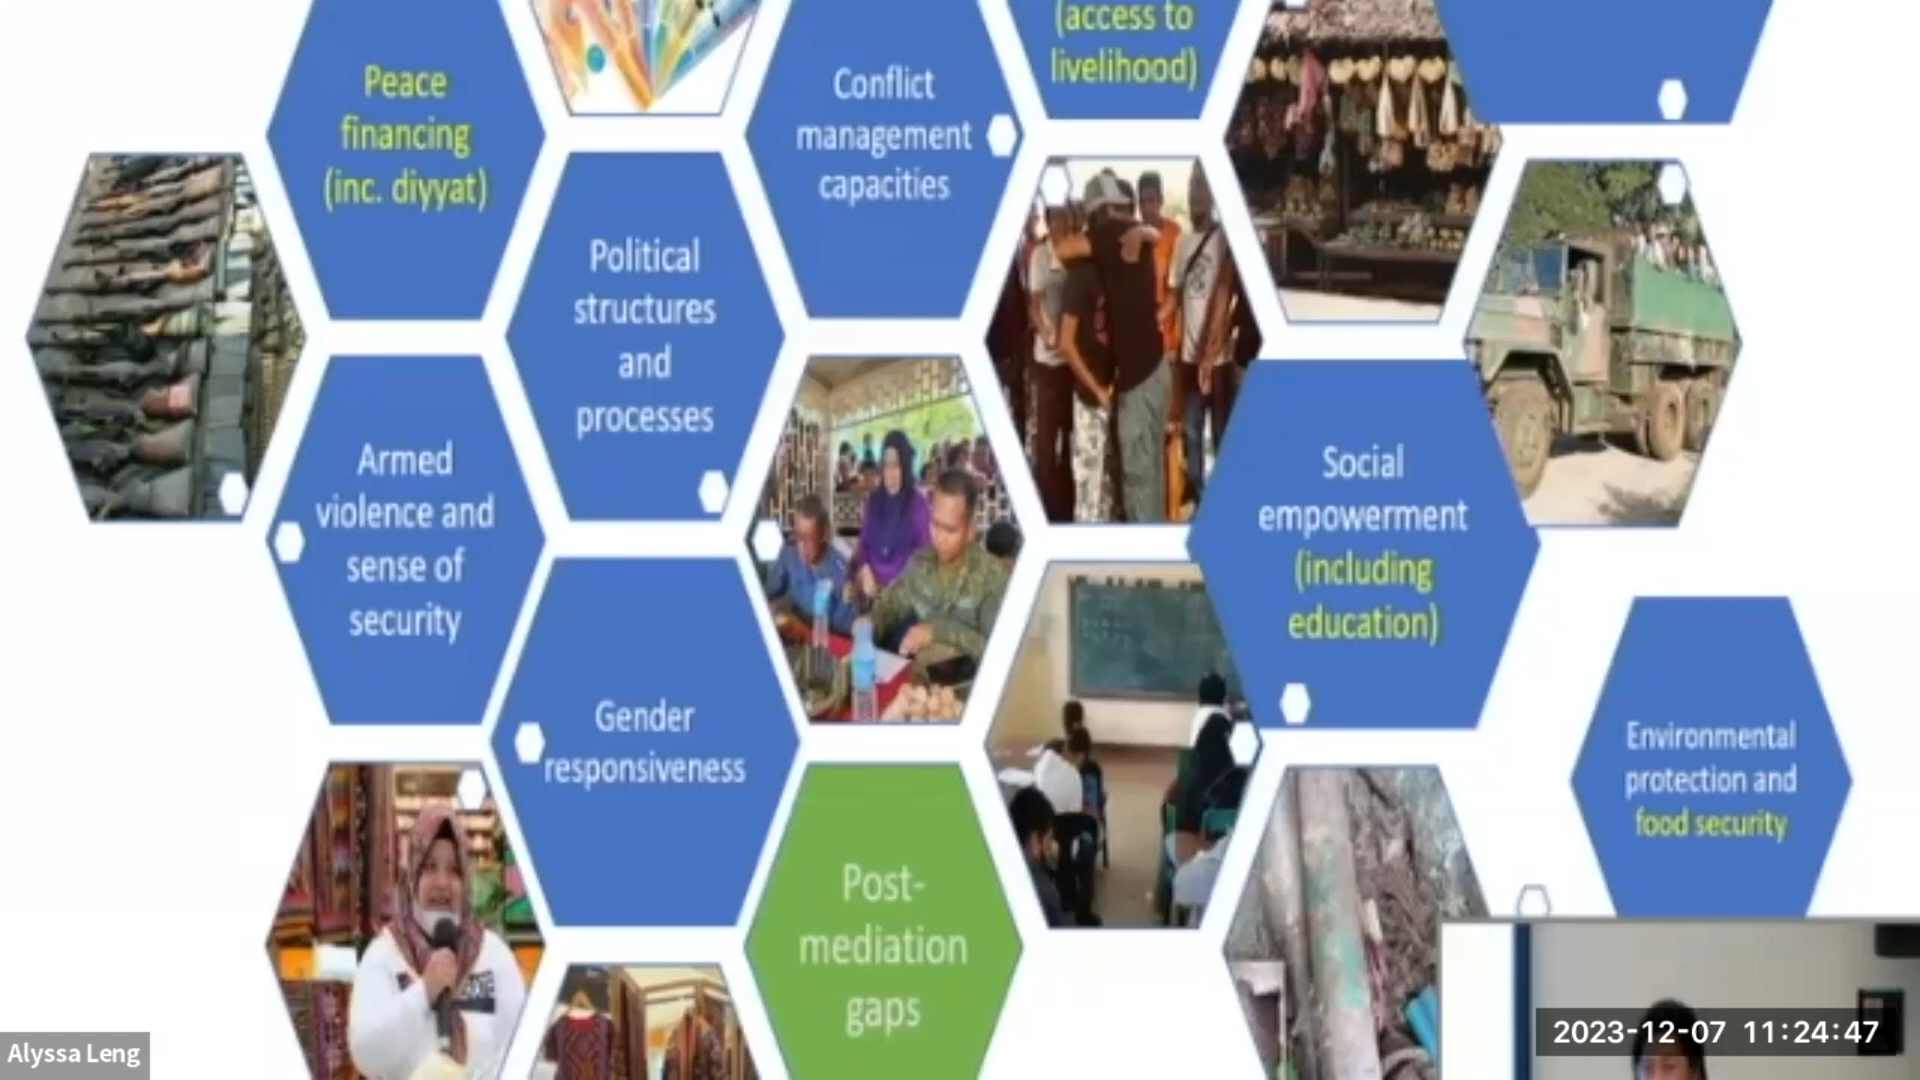 (access to
livelihood)
Peace
financing
(inc. diyyat)
Conflict
management
capacities
Political
structures
and
processes
Armed
violence and
sense of
security
Social
empowerment
(including
education)
Gender
responsiveness
Environmental
protection and
food security
Post-
mediation
gaps
Alyssa Leng
2023-12-07 11:24:47